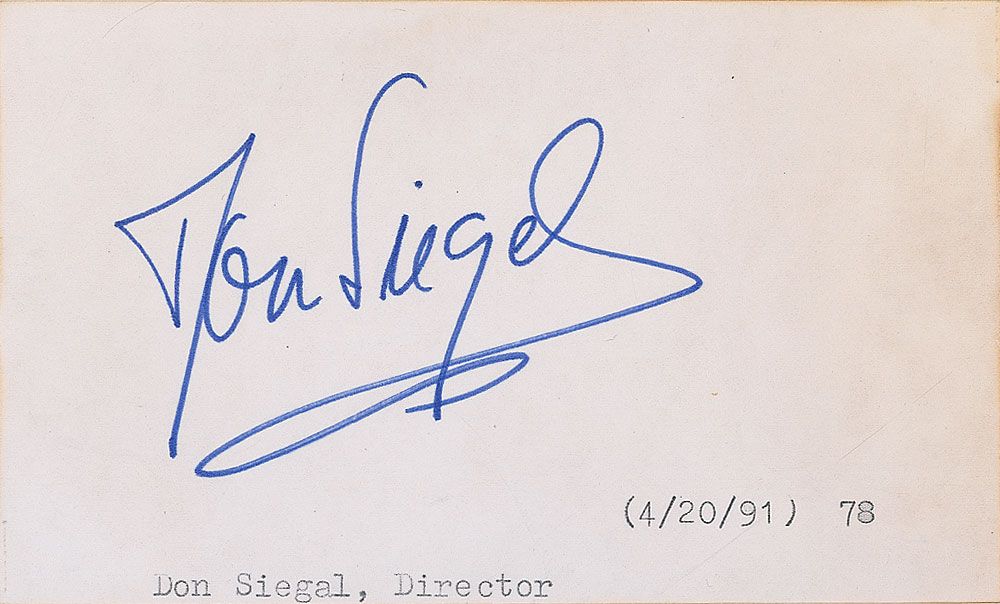 Don Siegel
(4/20/91) 78
Don Siegal, Director